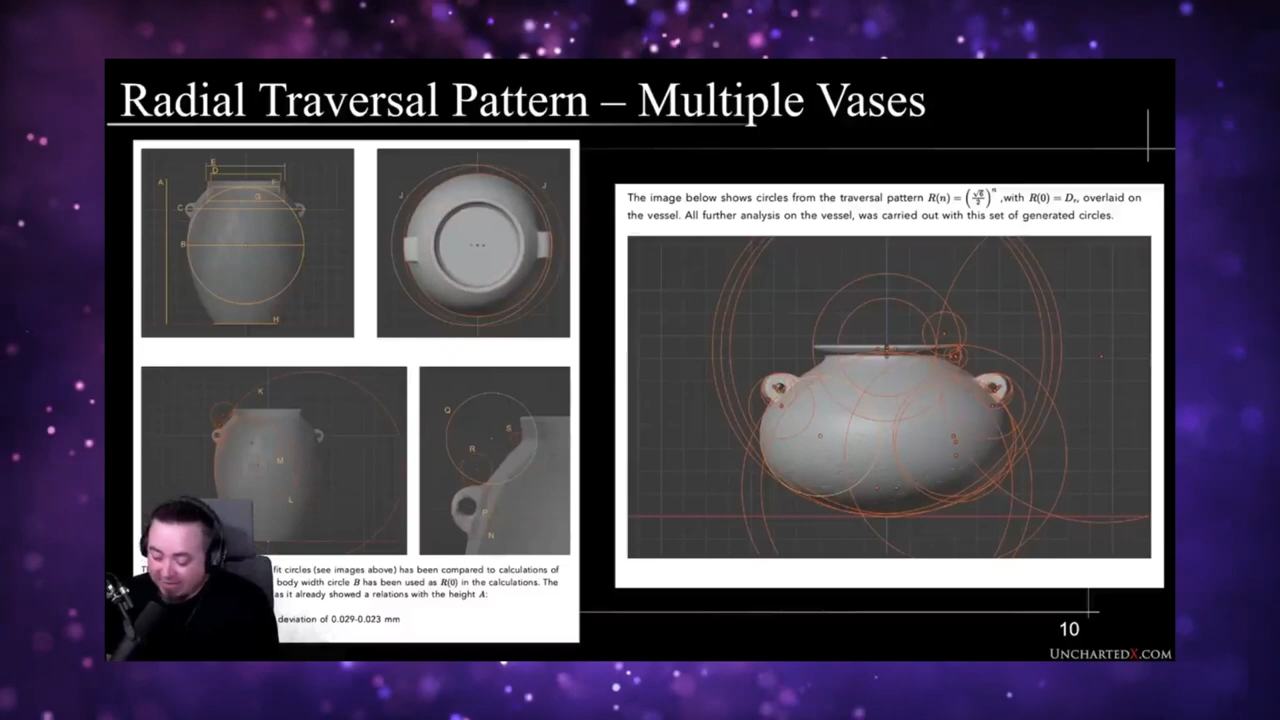 Radial Traversal Pattern – Multiple Vases
E
D
F
A
G
C
B
H
J
J
K
M
L
Q
S
R
P
N
fit circles (see images above) has been compared to calculations of
body width circle B has been used as R(0) in the calculations. The
as it already showed a relations with the height A:
deviation of 0.029-0.023 mm
The image below shows circles from the traversal pattern R(n) = (√6/2)ⁿ ,with R(0) = Dᵣ, overlaid on
the vessel. All further analysis on the vessel, was carried out with this set of generated circles.
10
UNCHARTEDX.COM